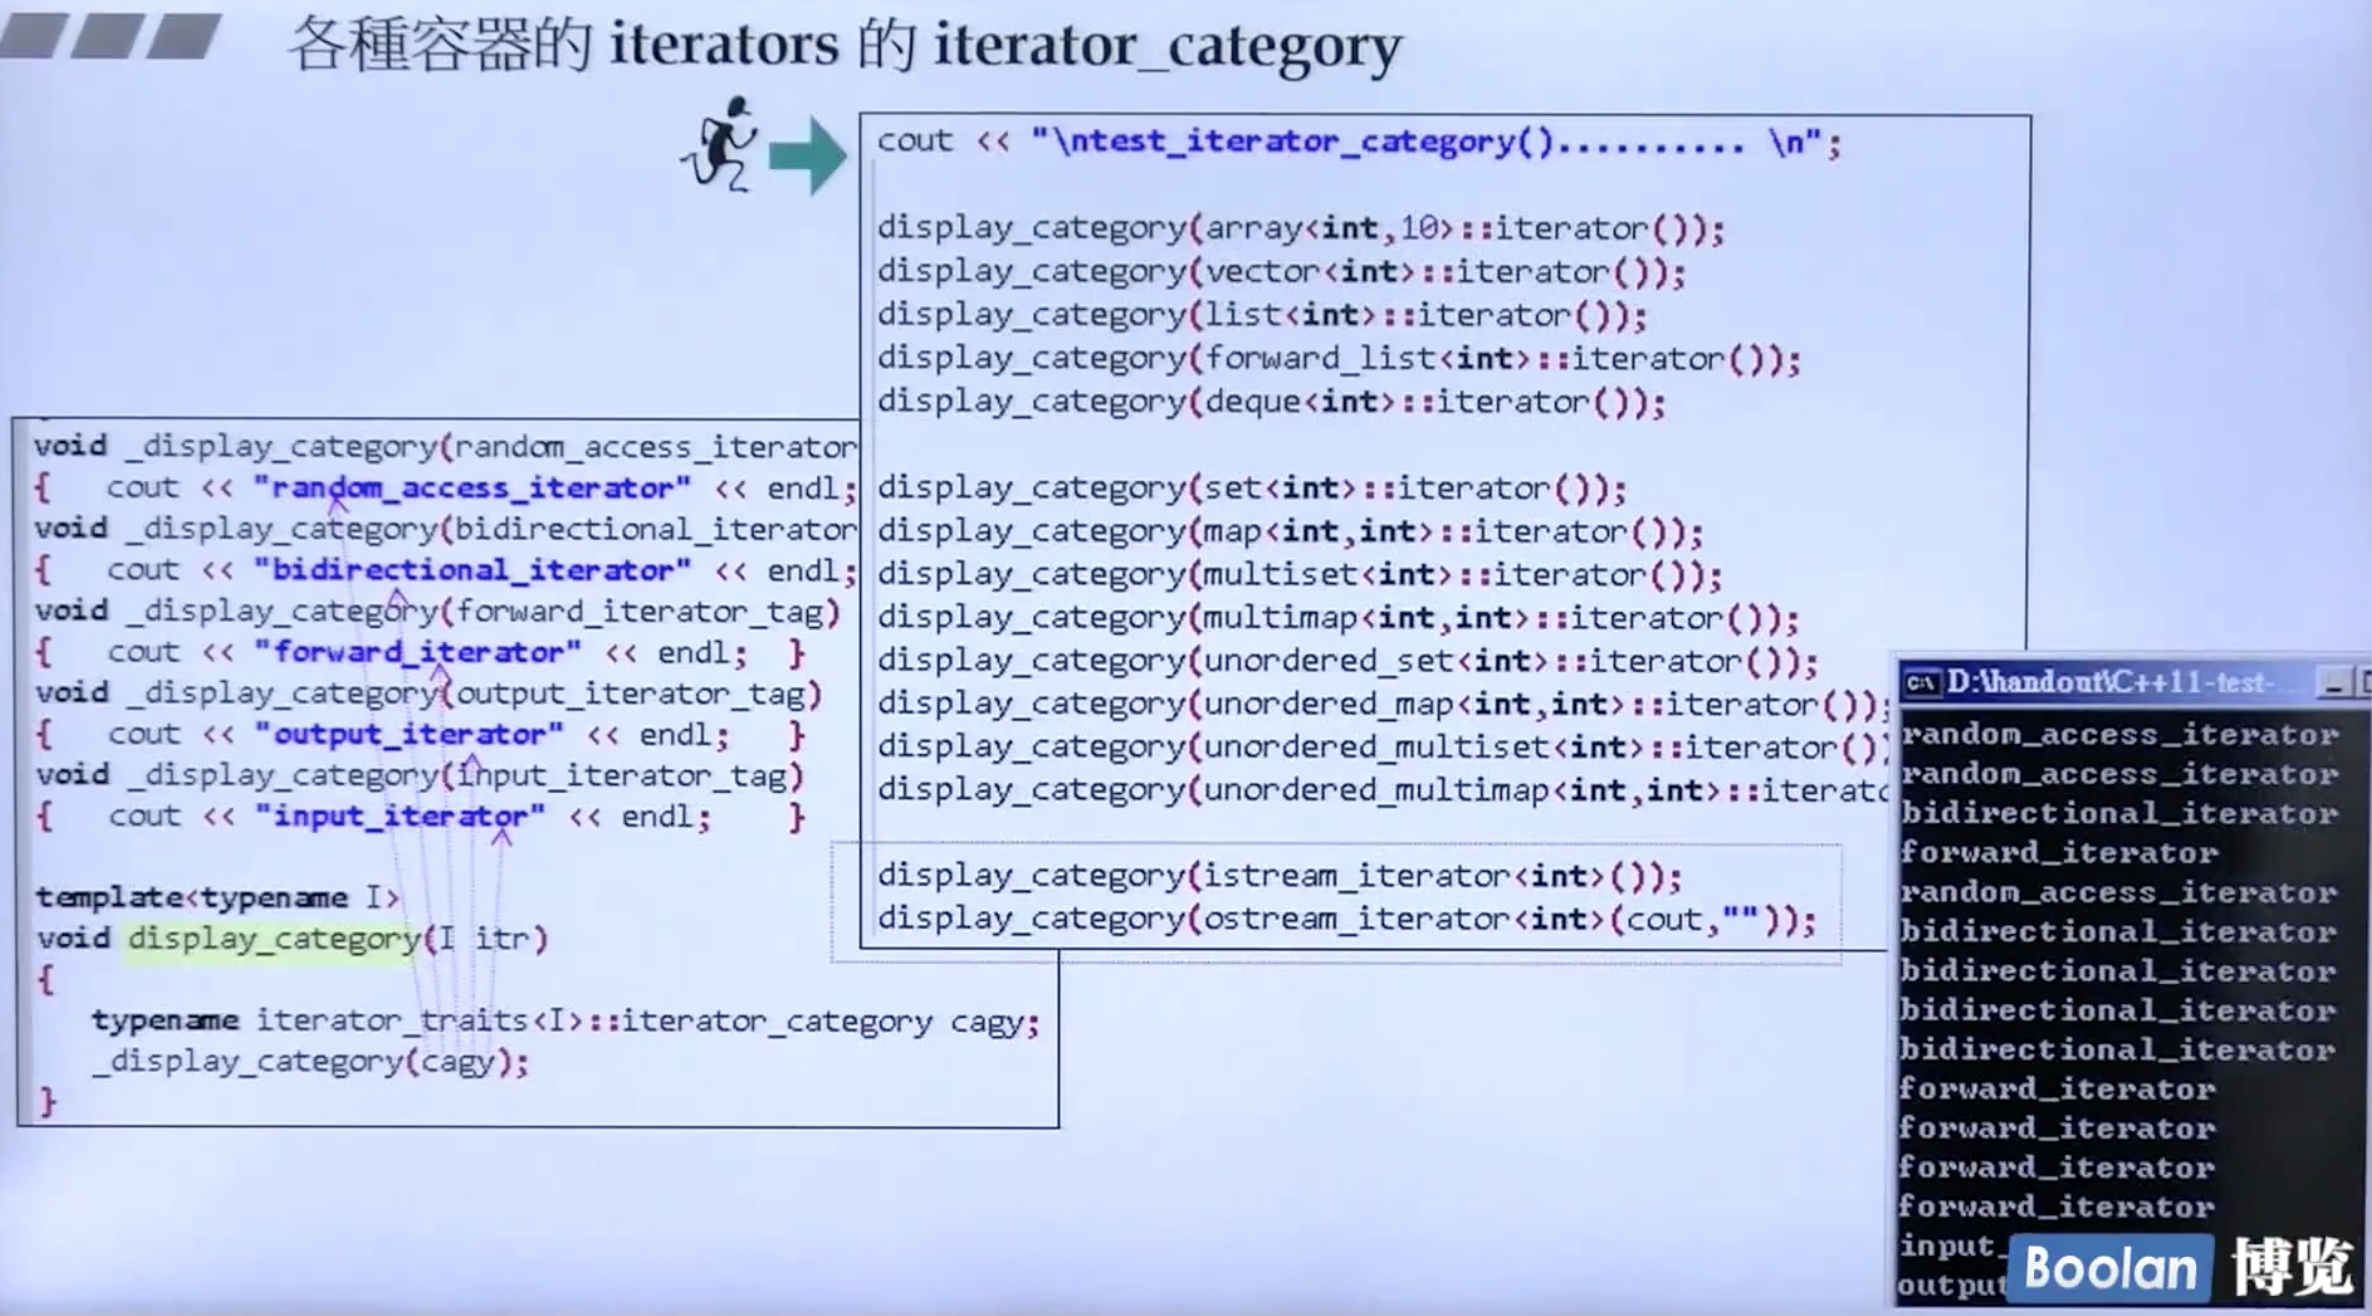 各種容器的 iterators 的 iterator_category
cout << "\ntest_iterator_category().......... \n";
display_category(array<int,10>::iterator());
display_category(vector<int>::iterator());
display_category(list<int>::iterator());
display_category(forward_list<int>::iterator());
display_category(deque<int>::iterator());
display_category(set<int>::iterator());
display_category(map<int,int>::iterator());
display_category(multiset<int>::iterator());
display_category(multimap<int,int>::iterator());
display_category(unordered_set<int>::iterator());
display_category(unordered_map<int,int>::iterator());
display_category(unordered_multiset<int>::iterator()
display_category(unordered_multimap<int,int>::iterato
display_category(istream_iterator<int>());
display_category(ostream_iterator<int>(cout,""));
void _display_category(random_access_iterator
{ cout << "random_access_iterator" << endl;
void _display_category(bidirectional_iterator
{ cout << "bidirectional_iterator" << endl;
void _display_category(forward_iterator_tag)
{ cout << "forward_iterator" << endl; }
void _display_category(output_iterator_tag)
{ cout << "output_iterator" << endl; }
void _display_category(input_iterator_tag)
{ cout << "input_iterator" << endl; }
template<typename I>
void display_category(I itr)
{
typename iterator_traits<I>::iterator_category cagy;
_display_category(cagy);
}
D:\handout\C++11-test-...
random_access_iterator
random_access_iterator
bidirectional_iterator
forward_iterator
random_access_iterator
bidirectional_iterator
bidirectional_iterator
bidirectional_iterator
bidirectional_iterator
forward_iterator
forward_iterator
forward_iterator
forward_iterator
input_
output
Boolan 博览